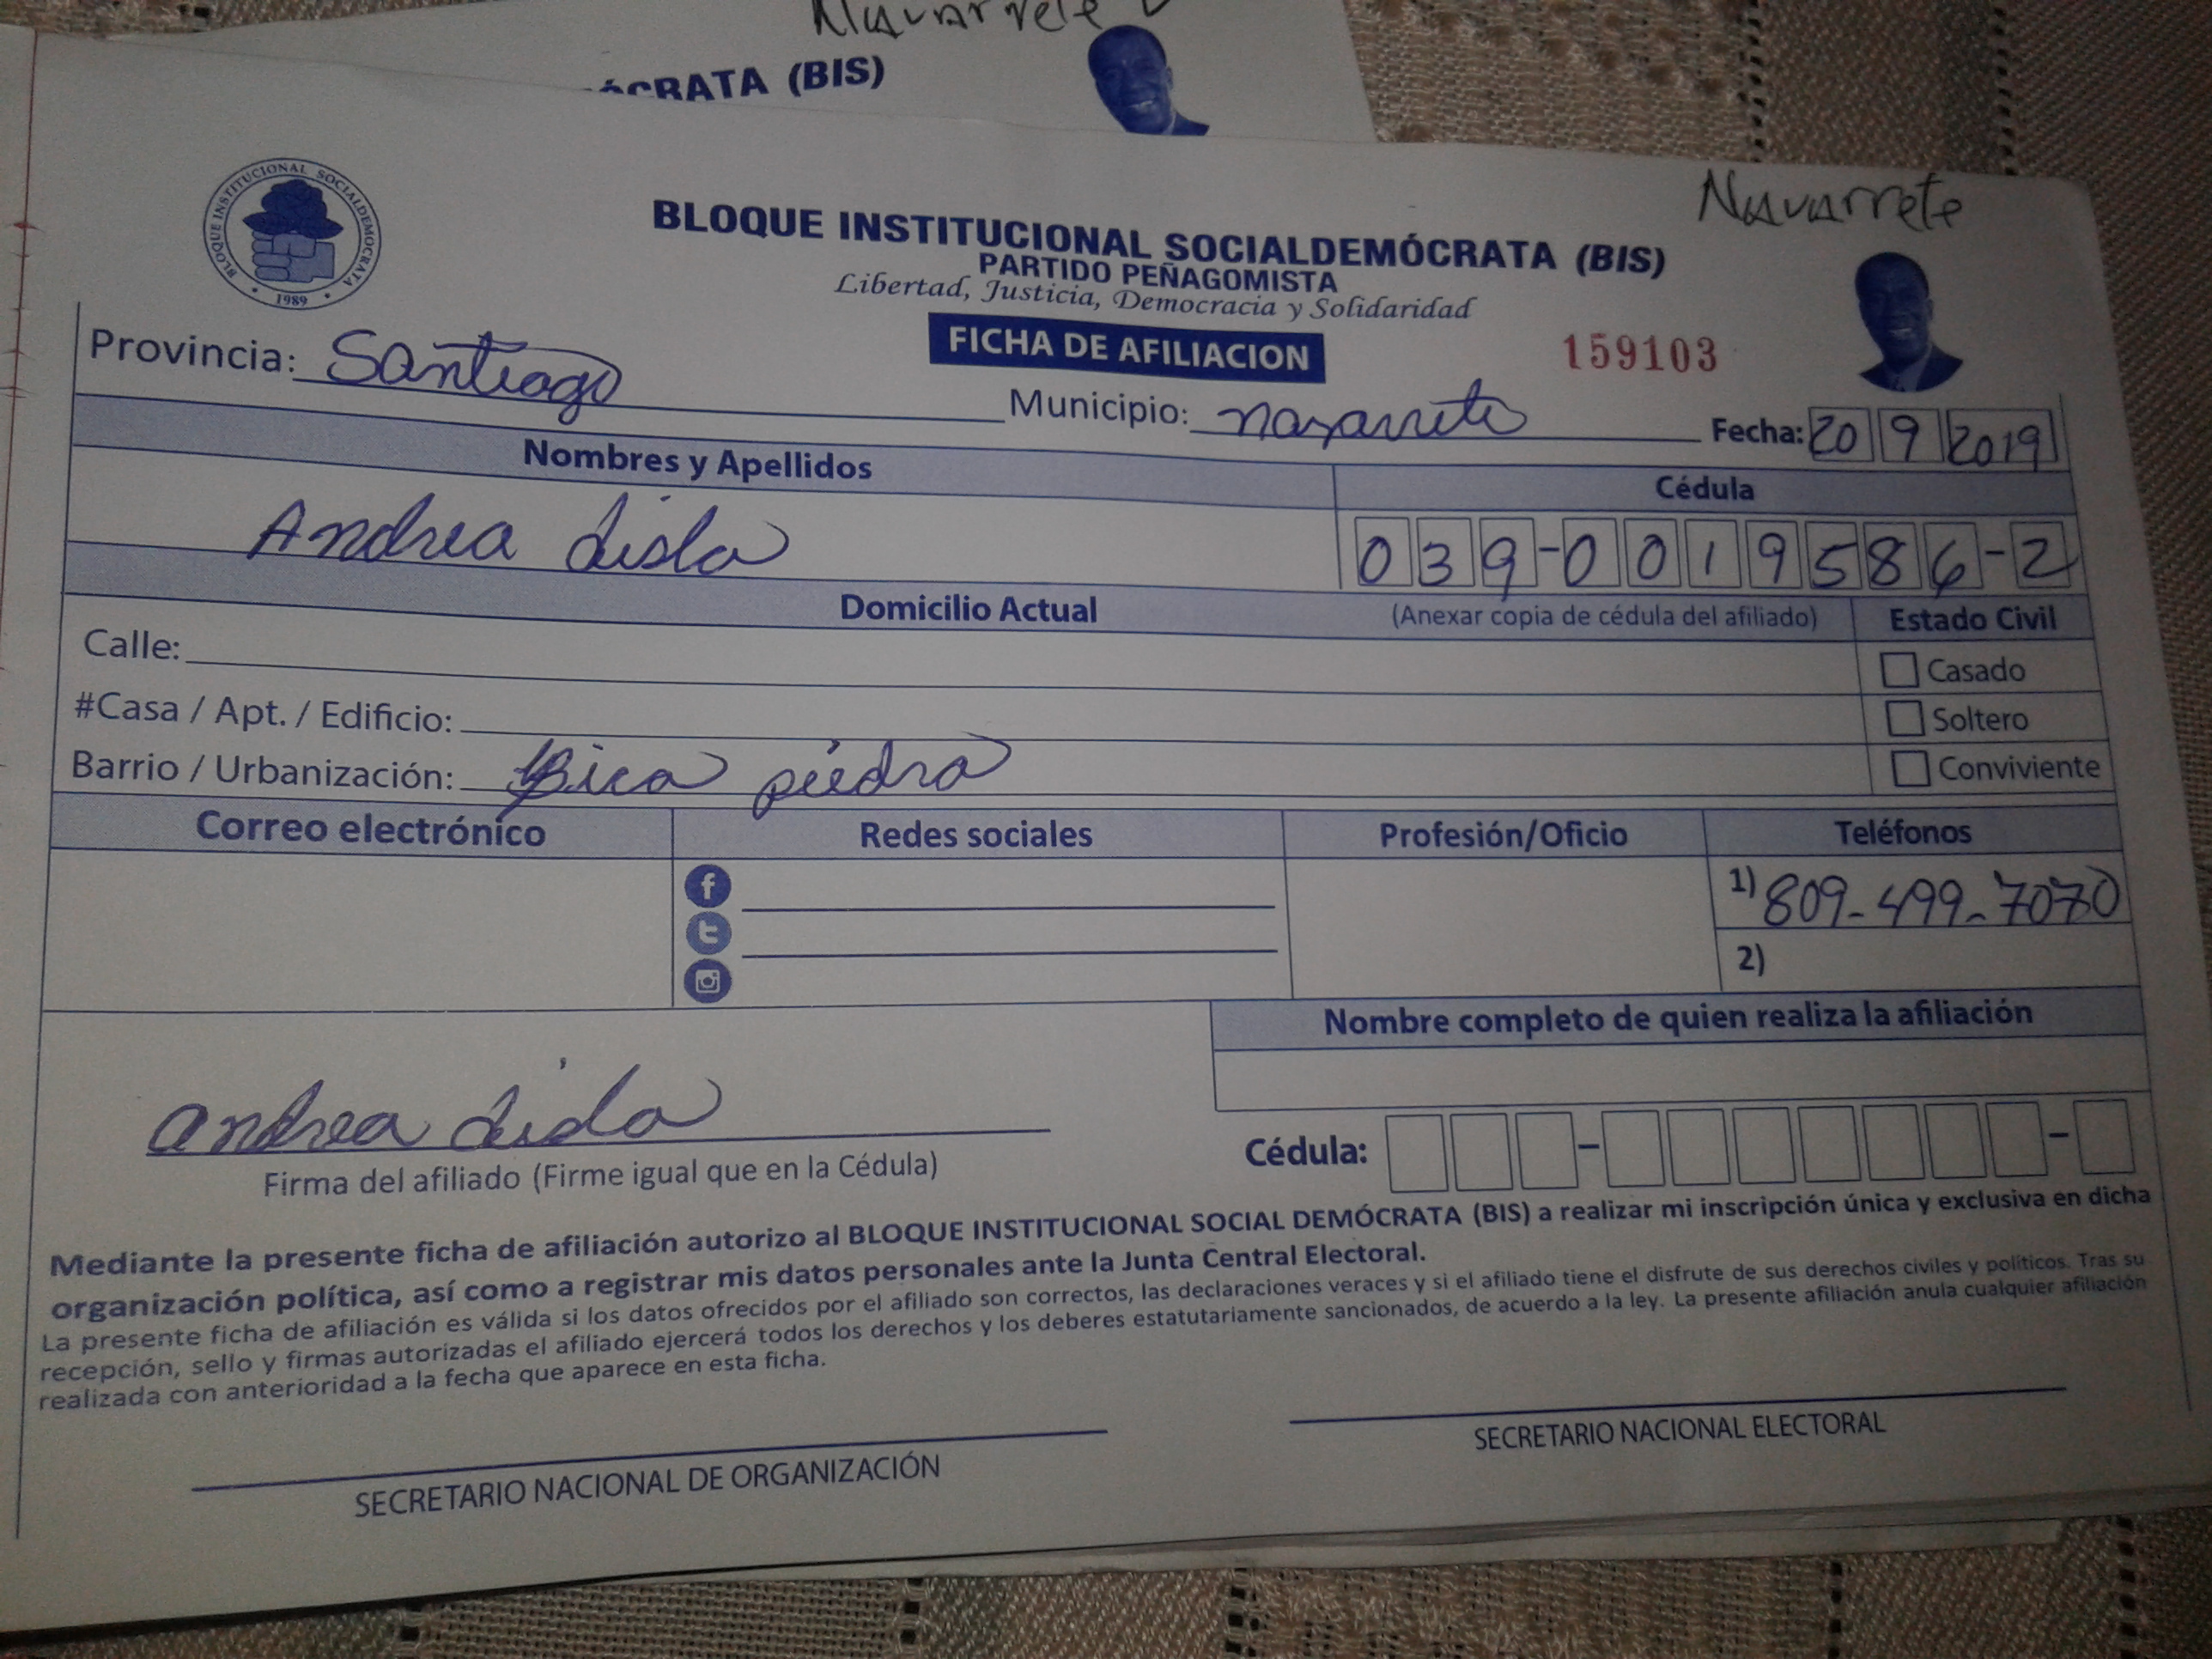 Navarrete
ÓCRATA (BIS)
Navarrete
BLOQUE INSTITUCIONAL SOCIALDEMOCRATA
1989
BLOQUE INSTITUCIONAL SOCIALDEMÓCRATA (BIS)
PARTIDO PEÑAGOMISTA
Libertad, Justicia, Democracia y Solidaridad
FICHA DE AFILIACION
159103
Provincia: Santiago Municipio: Navarrete Fecha: 20 9 2019
Nombres y Apellidos Cédula
Andrea disla 039-0019586-2
Domicilio Actual (Anexar copia de cédula del afiliado) Estado Civil
Calle: Casado
#Casa / Apt. / Edificio: Soltero
Barrio / Urbanización: piedra Conviviente
Correo electrónico Redes sociales Profesión/Oficio Teléfonos
1) 809-499-7070
2)
Nombre completo de quien realiza la afiliación
andrea disla
Firma del afiliado (Firme igual que en la Cédula) Cédula:
Mediante la presente ficha de afiliación autorizo al BLOQUE INSTITUCIONAL SOCIAL DEMÓCRATA (BIS) a realizar mi inscripción única y exclusiva en dicha
organización política, así como a registrar mis datos personales ante la Junta Central Electoral.
La presente ficha de afiliación es válida si los datos ofrecidos por el afiliado son correctos, las declaraciones veraces y si el afiliado tiene el disfrute de sus derechos civiles y políticos. Tras su
recepción, sello y firmas autorizadas el afiliado ejercerá todos los derechos y los deberes estatutariamente sancionados, de acuerdo a la ley. La presente afiliación anula cualquier afiliación
realizada con anterioridad a la fecha que aparece en esta ficha.
SECRETARIO NACIONAL DE ORGANIZACIÓN SECRETARIO NACIONAL ELECTORAL